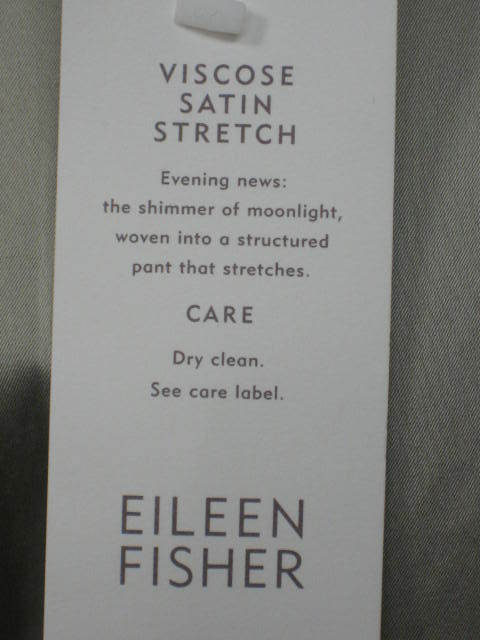 VISCOSE
SATIN
STRETCH
Evening news:
the shimmer of moonlight,
woven into a structured
pant that stretches.
CARE
Dry clean.
See care label.
EILEEN
FISHER